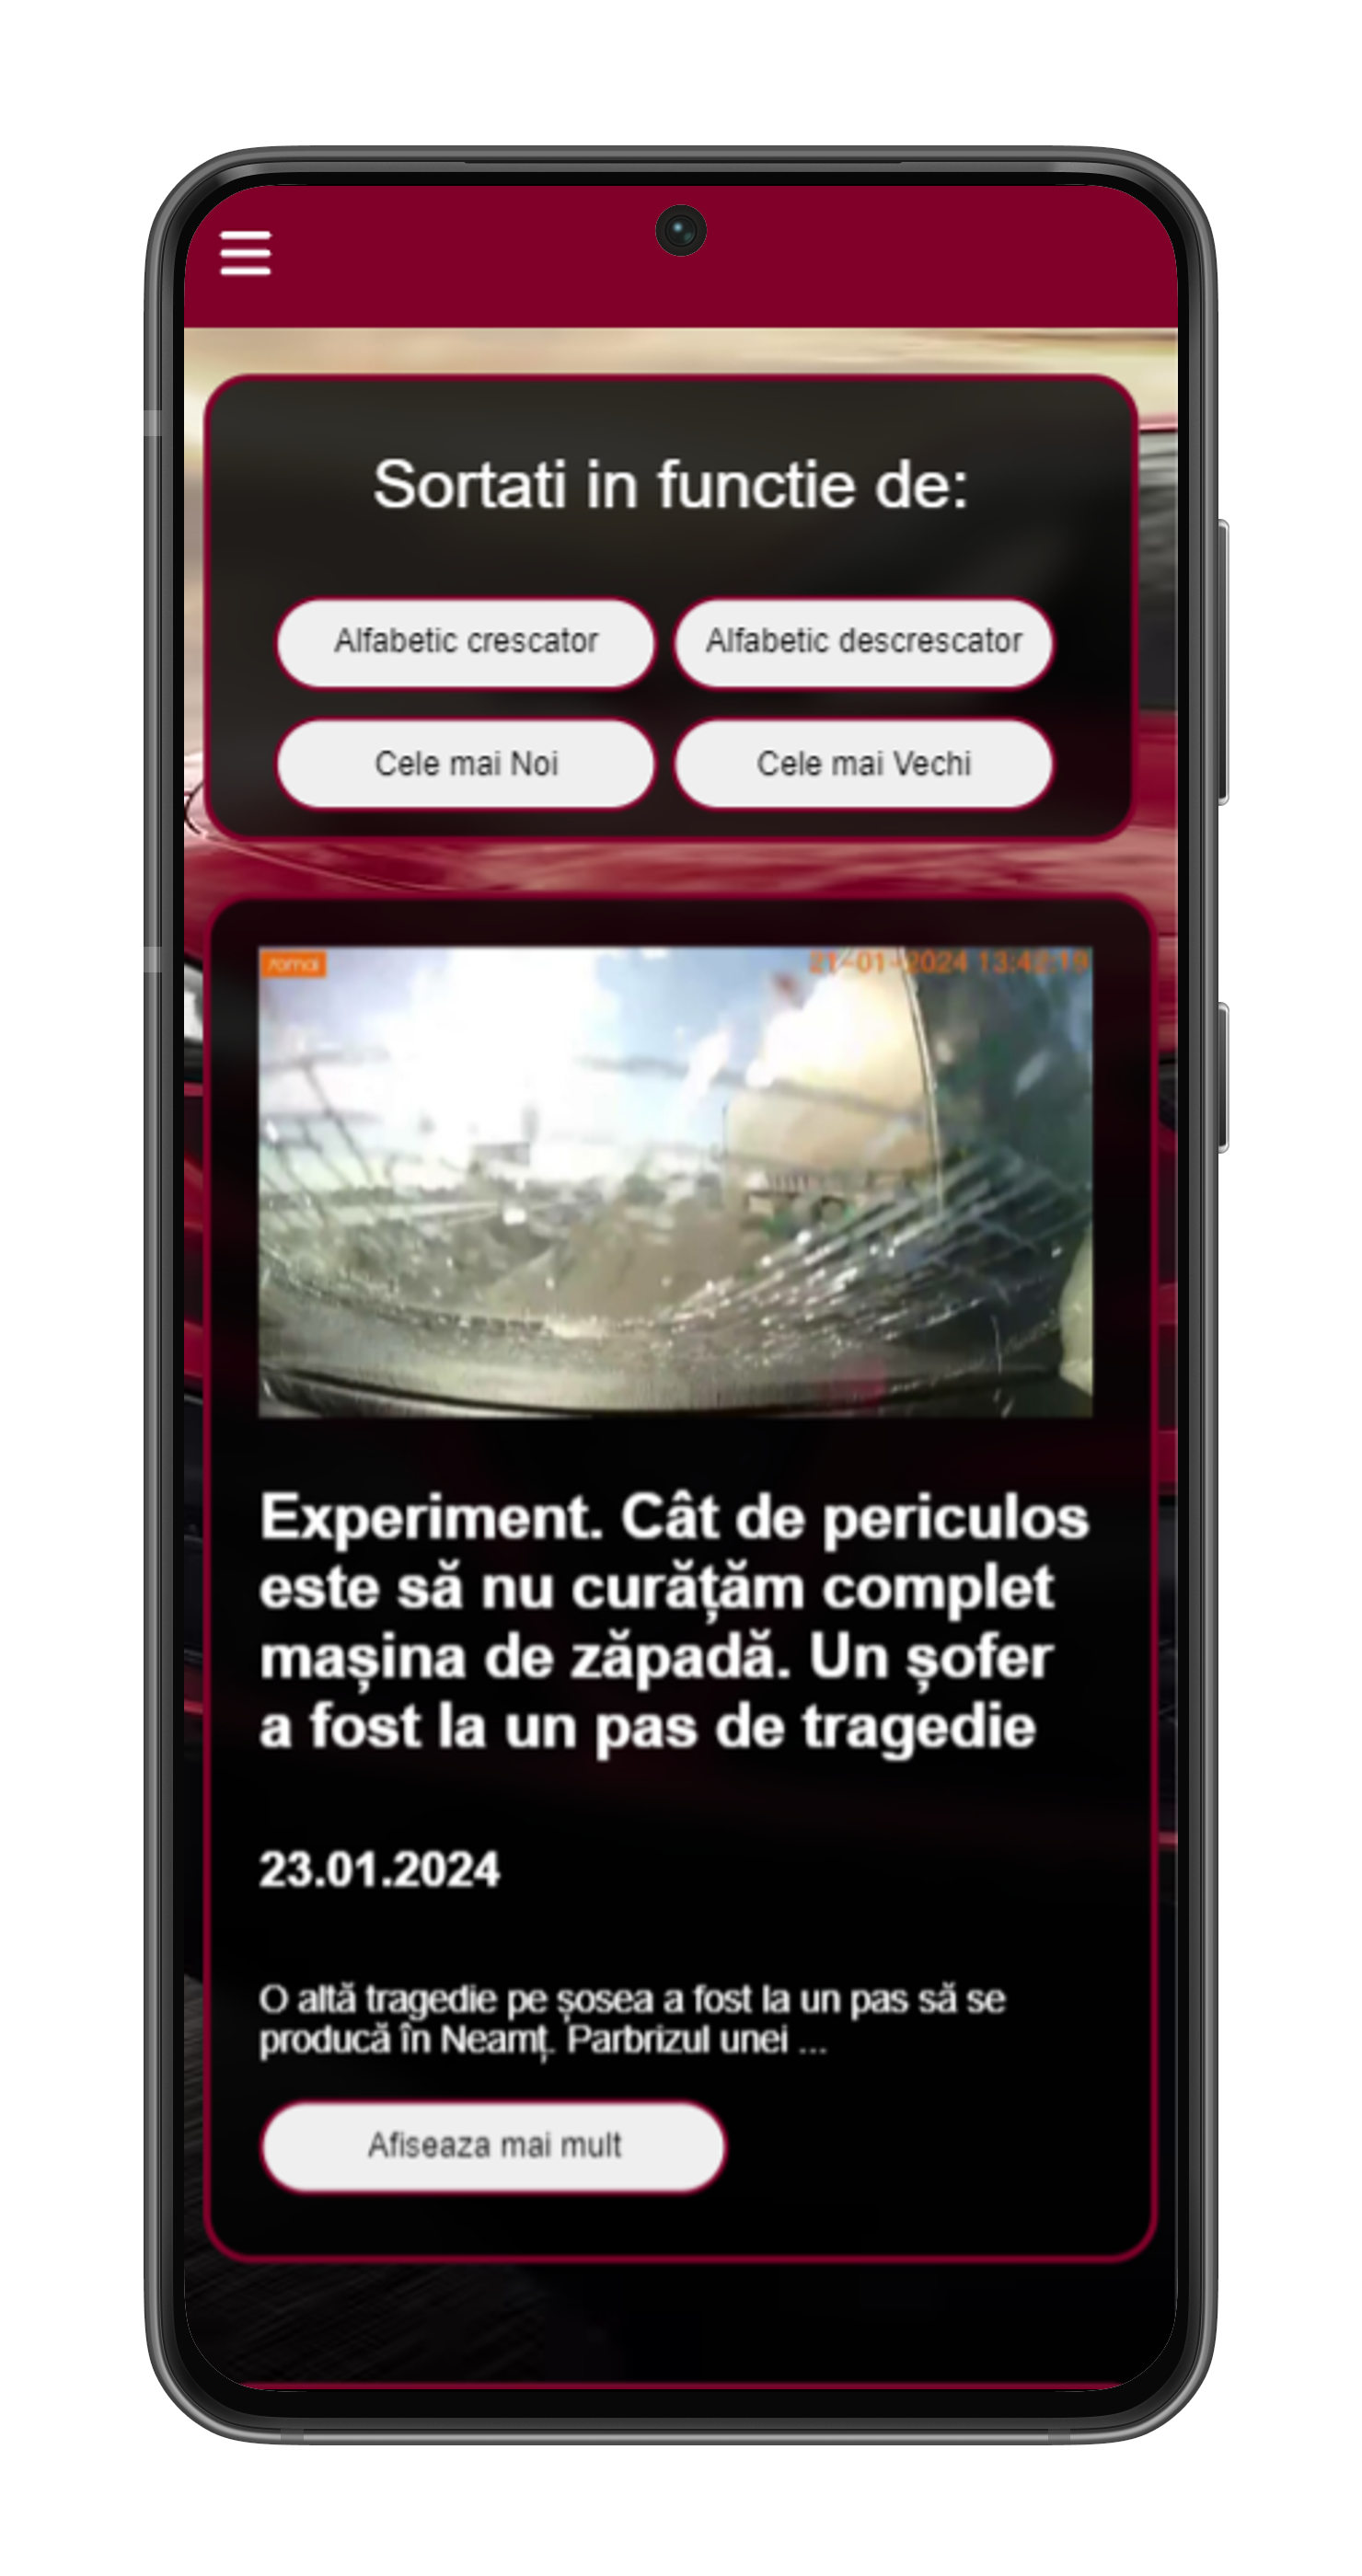 Sortati in functie de:
Alfabetic crescator
Alfabetic descrescator
Cele mai Noi
Cele mai Vechi
70mai
21-01-2024 13:42:19
Experiment. Cât de periculos
este să nu curățăm complet
mașina de zăpadă. Un șofer
a fost la un pas de tragedie
23.01.2024
O altă tragedie pe șosea a fost la un pas să se
producă în Neamț. Parbrizul unei ...
Afiseaza mai mult